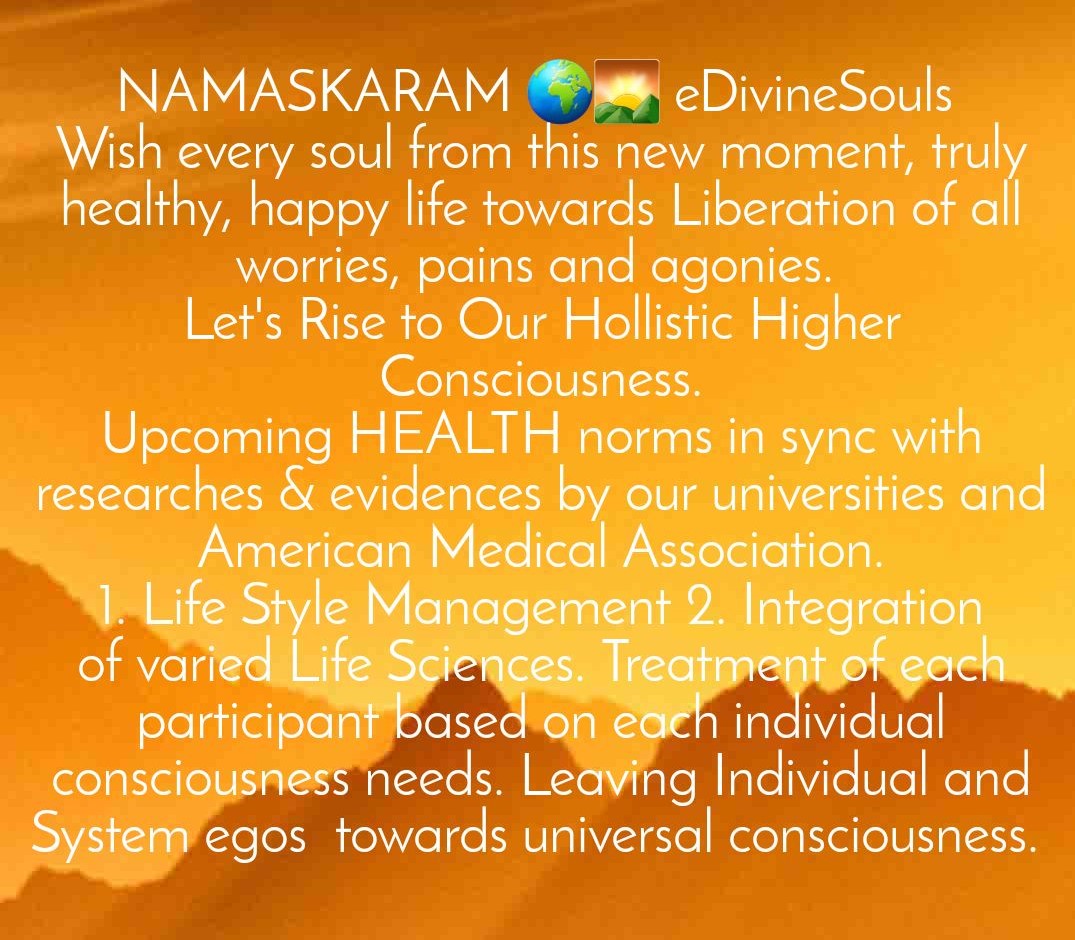 NAMASKARAM 🌍🌄 eDivineSouls
Wish every soul from this new moment, truly
healthy, happy life towards Liberation of all
worries, pains and agonies.
Let's Rise to Our Hollistic Higher
Consciousness.
Upcoming HEALTH norms in sync with
researches & evidences by our universities and
American Medical Association.
1. Life Style Management 2. Integration
of varied Life Sciences. Treatment of each
participant based on each individual
consciousness needs. Leaving Individual and
System egos  towards universal consciousness.